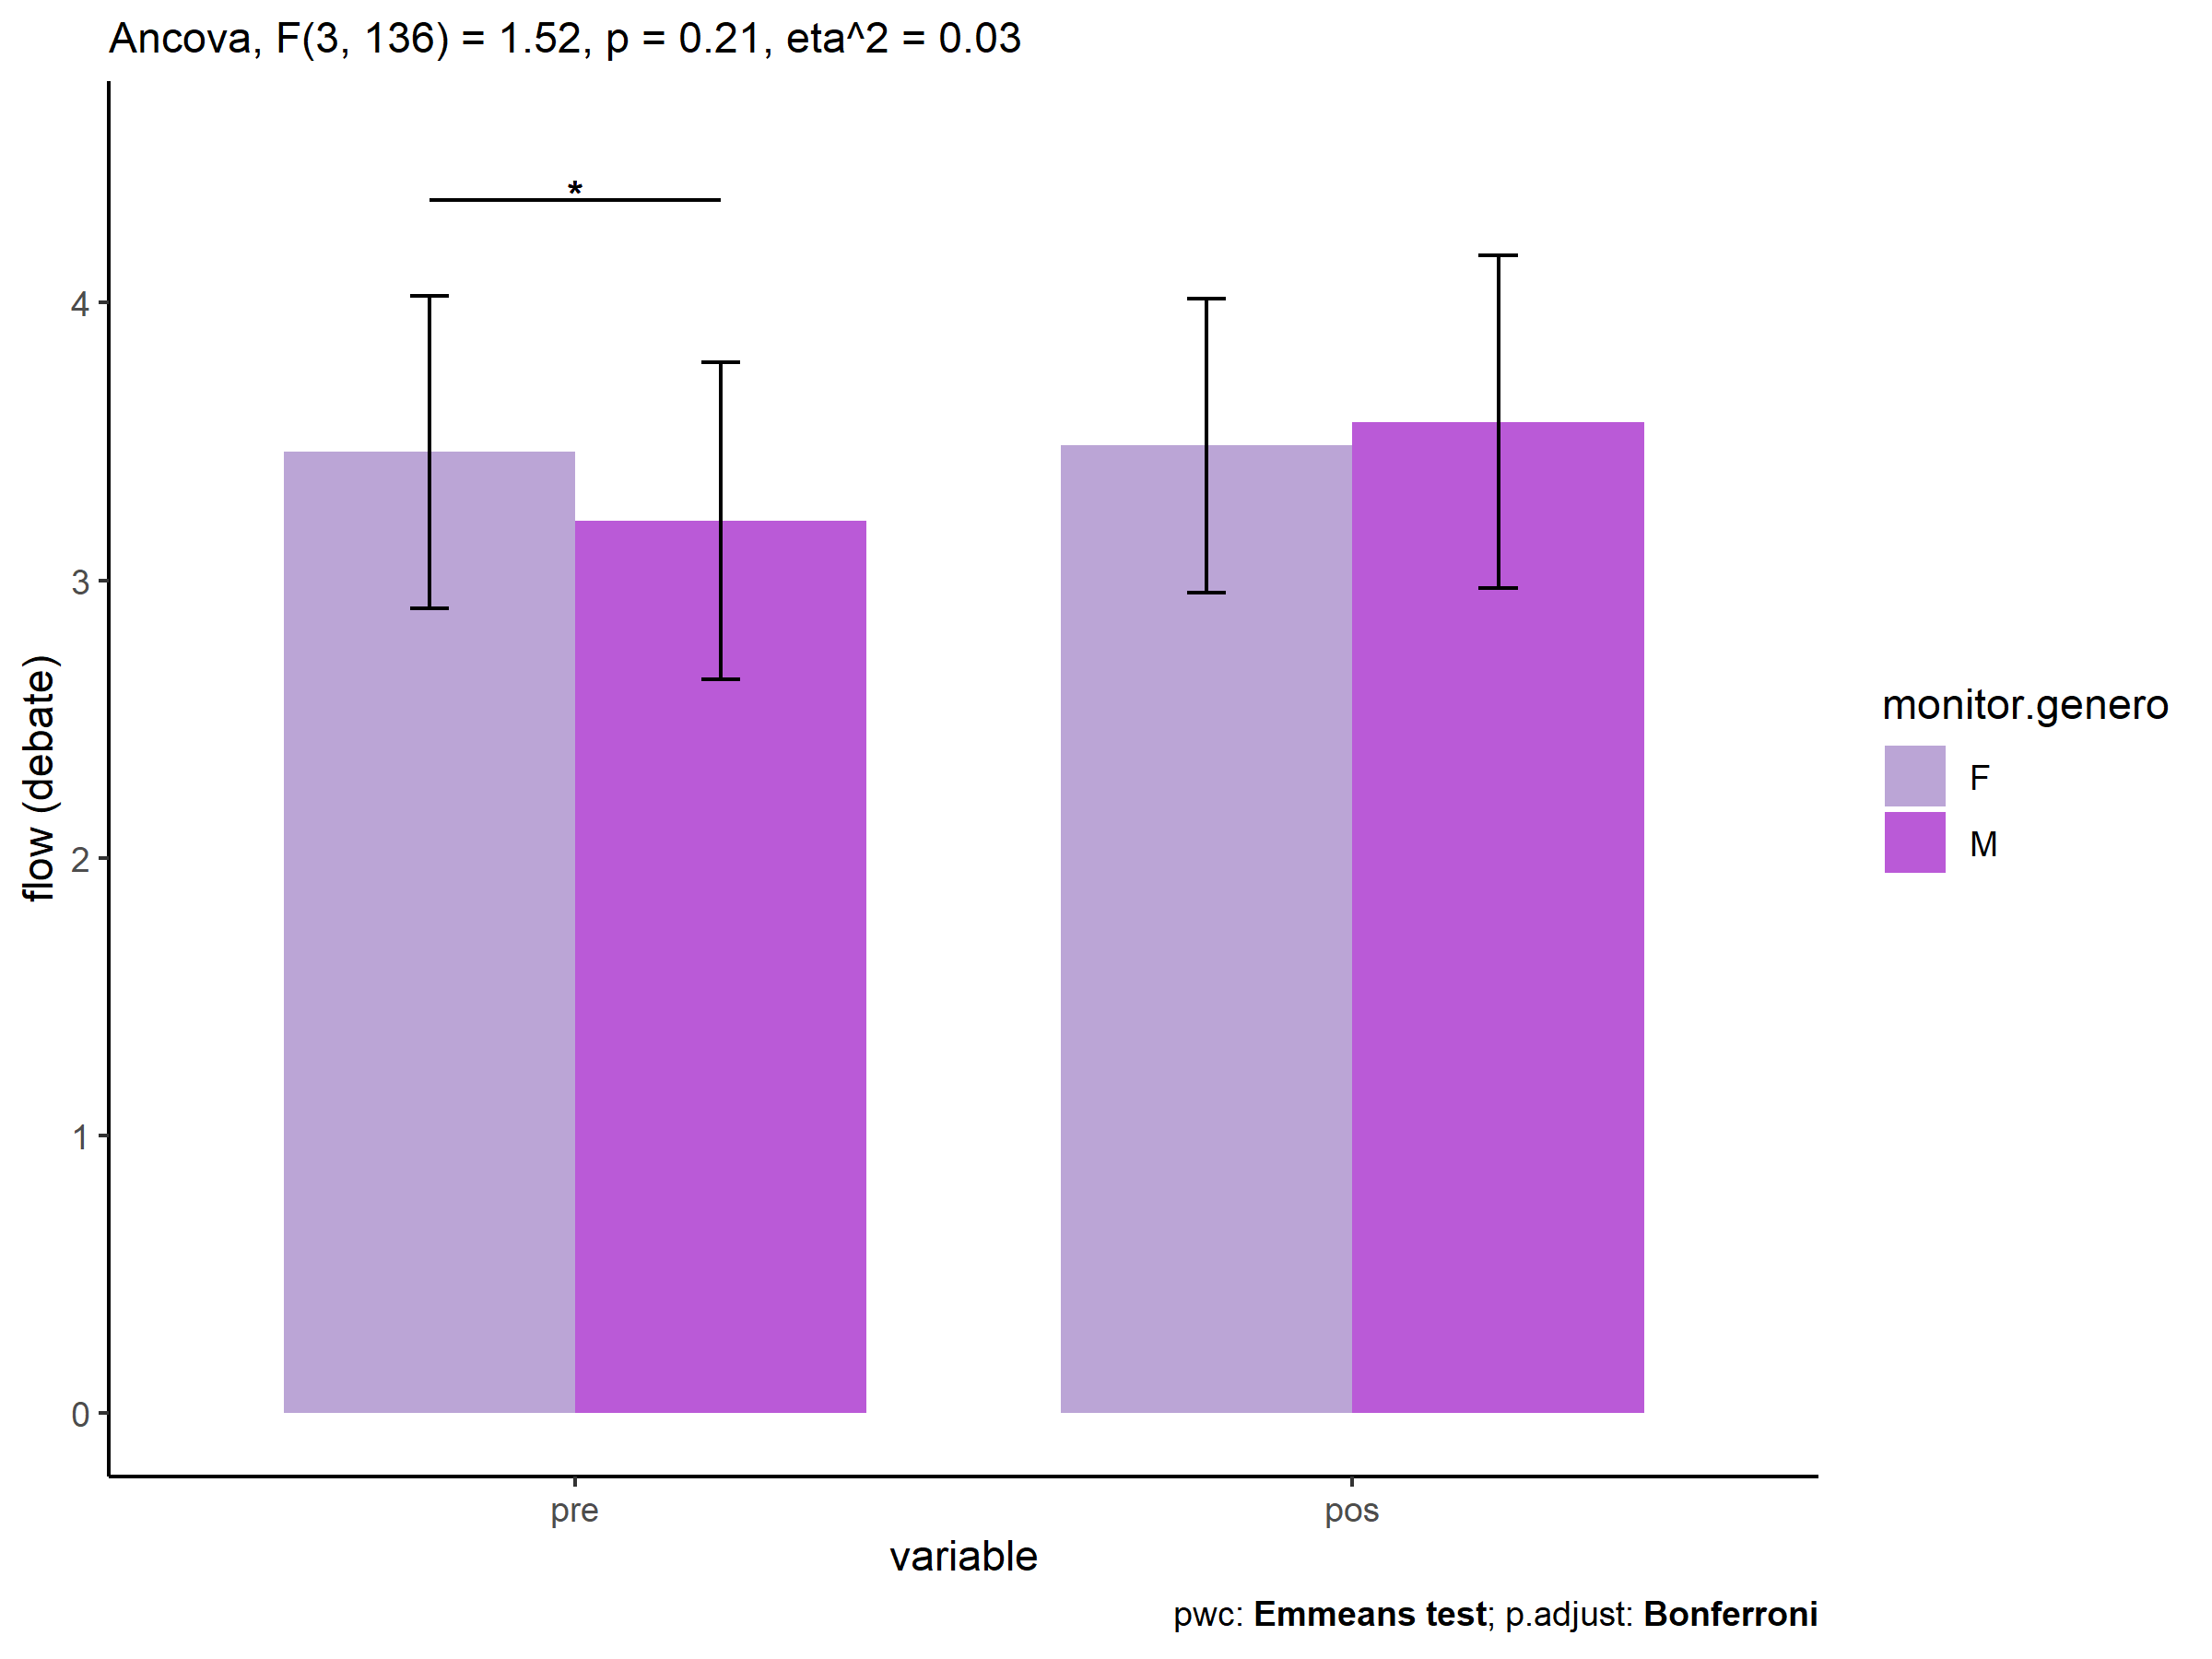 Ancova, F(3, 136) = 1.52, p = 0.21, eta^2 = 0.03
*
4
3
2
1
0
flow (debate)
pre
pos
variable
monitor.genero
F
M
pwc: Emmeans test; p.adjust: Bonferroni